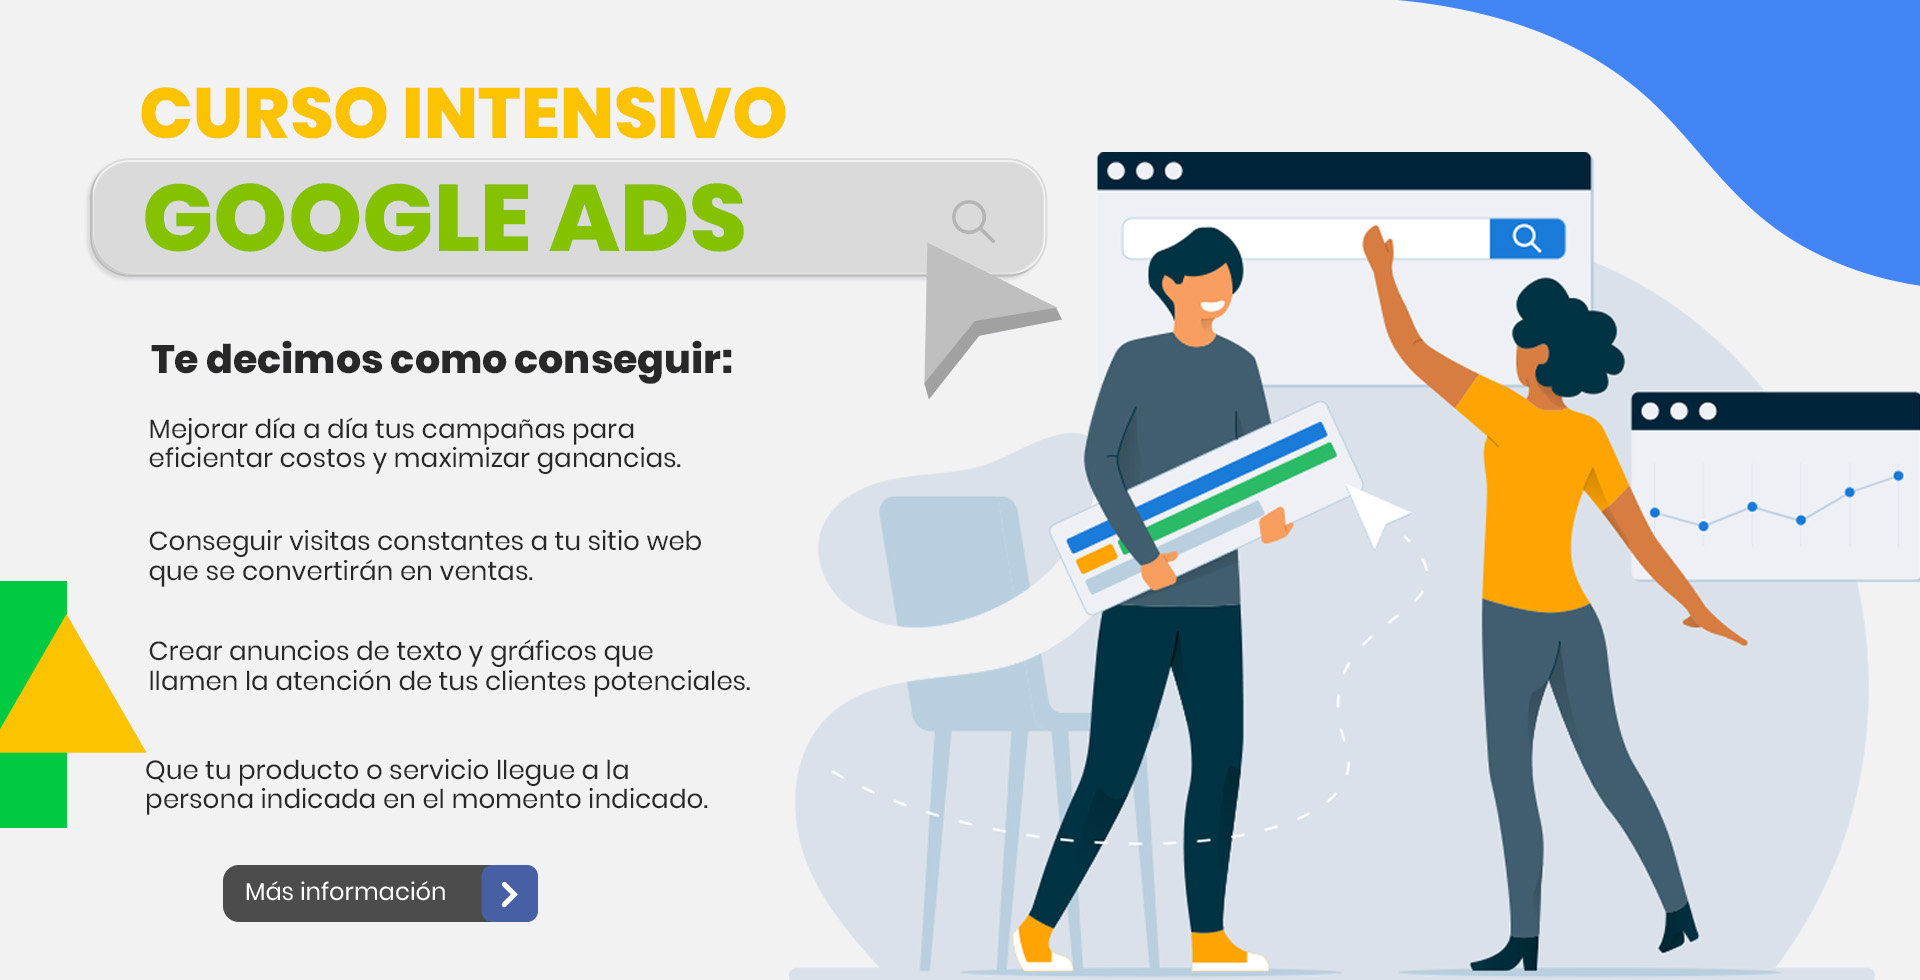 CURSO INTENSIVO
GOOGLE ADS
Te decimos como conseguir:
Mejorar día a día tus campañas para
eficientar costos y maximizar ganancias.
Conseguir visitas constantes a tu sitio web
que se convertirán en ventas.
Crear anuncios de texto y gráficos que
llamen la atención de tus clientes potenciales.
Que tu producto o servicio llegue a la
persona indicada en el momento indicado.
Más información